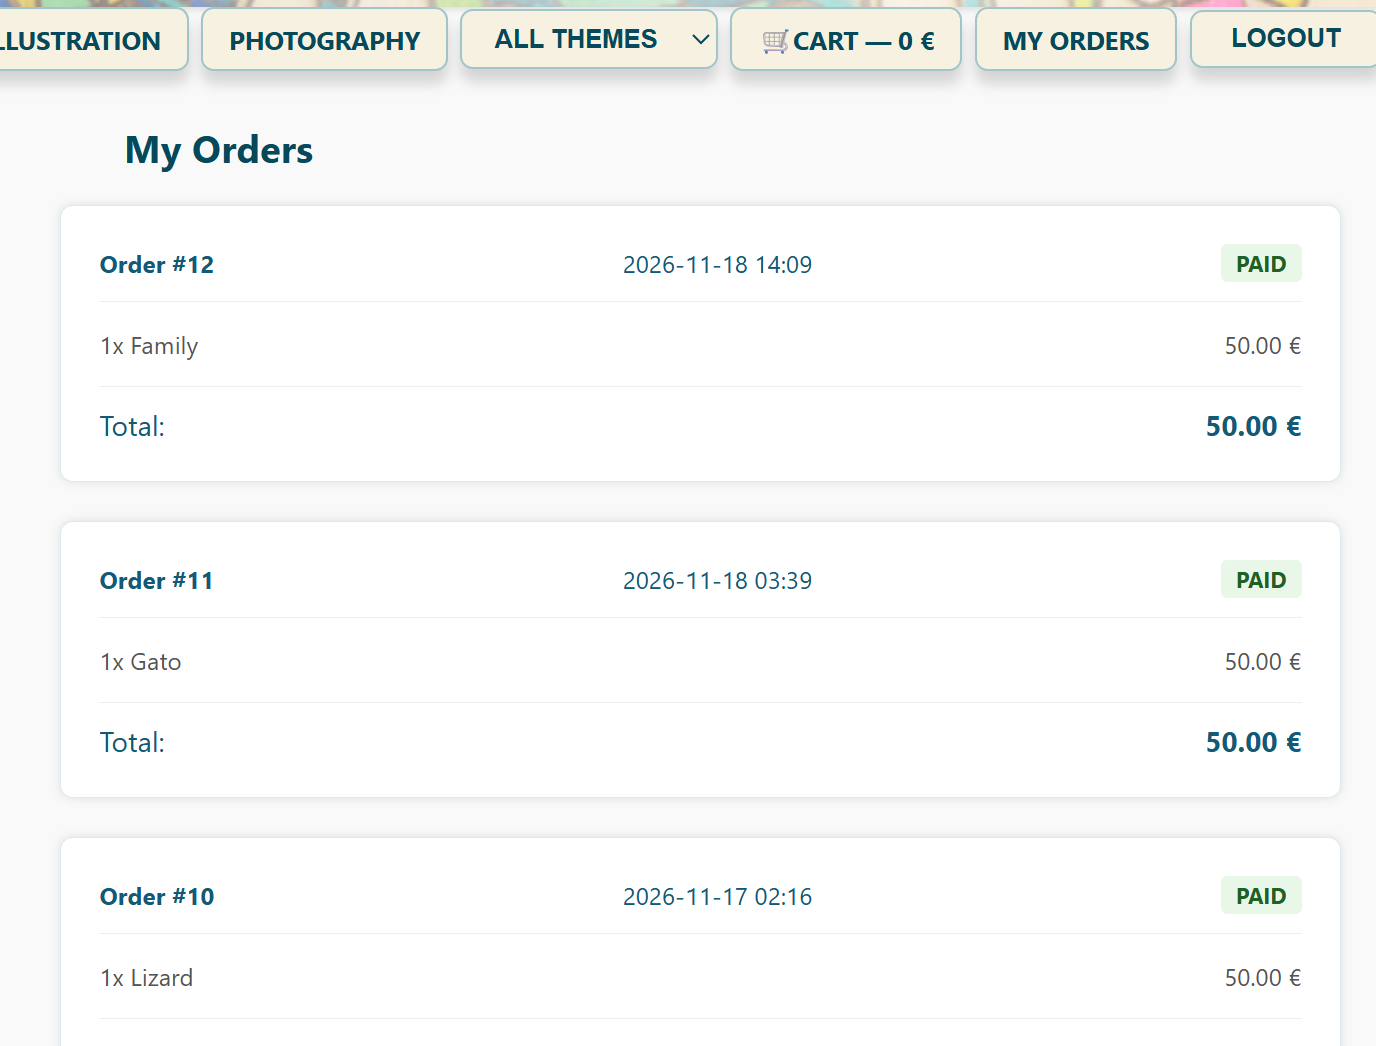 LLUSTRATION PHOTOGRAPHY ALL THEMES CART — 0 € MY ORDERS LOGOUT
My Orders
Order #12 2026-11-18 14:09 PAID
1x Family 50.00 €
Total: 50.00 €
Order #11 2026-11-18 03:39 PAID
1x Gato 50.00 €
Total: 50.00 €
Order #10 2026-11-17 02:16 PAID
1x Lizard 50.00 €